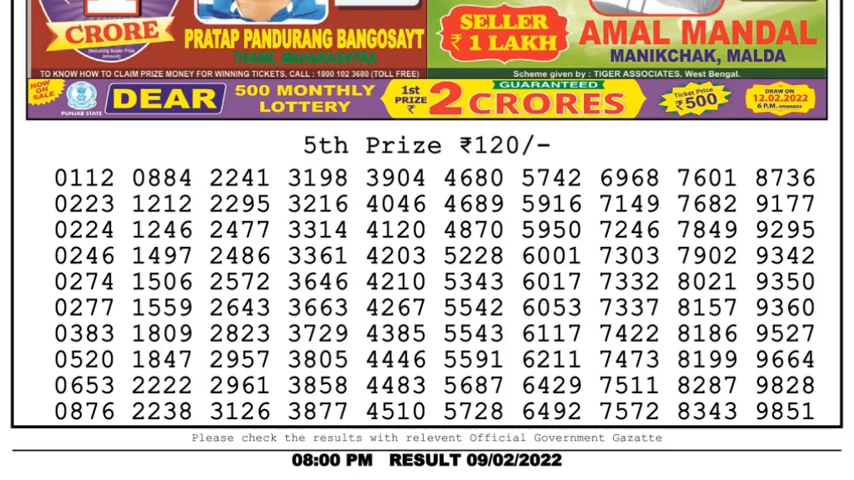 1
CRORE
(Including Super Prize Amount)
PRATAP PANDURANG BANGOSAYT
THANE, MAHARASHTRA
SELLER
₹ 1 LAKH
AMAL MANDAL
MANIKCHAK, MALDA
TO KNOW HOW TO CLAIM PRIZE MONEY FOR WINNING TICKETS, CALL : 1800 102 3680 (TOLL FREE)
Scheme given by : TIGER ASSOCIATES, West Bengal.
NOW ON SALE
PUNJAB STATE
DEAR
500 MONTHLY LOTTERY
1st PRIZE ₹
2 CRORES
GUARANTEED
Ticket Price ₹500
DRAW ON 12.02.2022 6 P.M. ONWARDS
5th Prize ₹120/-
0112 0884 2241 3198 3904 4680 5742 6968 7601 8736
0223 1212 2295 3216 4046 4689 5916 7149 7682 9177
0224 1246 2477 3314 4120 4870 5950 7246 7849 9295
0246 1497 2486 3361 4203 5228 6001 7303 7902 9342
0274 1506 2572 3646 4210 5343 6017 7332 8021 9350
0277 1559 2643 3663 4267 5542 6053 7337 8157 9360
0383 1809 2823 3729 4385 5543 6117 7422 8186 9527
0520 1847 2957 3805 4446 5591 6211 7473 8199 9664
0653 2222 2961 3858 4483 5687 6429 7511 8287 9828
0876 2238 3126 3877 4510 5728 6492 7572 8343 9851
Please check the results with relevent Official Government Gazatte
08:00 PM RESULT 09/02/2022